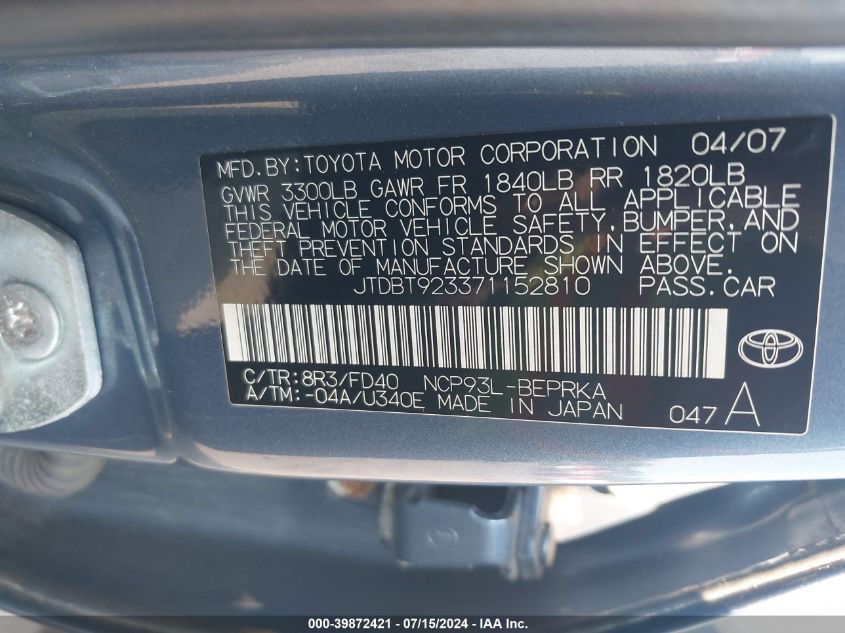 MFD.BY:TOYOTA MOTOR CORPORATION 04/07
GVWR 3300LB GAWR FR 1840LB RR 1820LB
THIS VEHICLE CONFORMS TO ALL APPLICABLE
FEDERAL MOTOR VEHICLE SAFETY,BUMPER,AND
THEFT PREVENTION STANDARDS IN EFFECT ON
THE DATE OF MANUFACTURE SHOWN ABOVE.
JTDBT923371152810 PASS.CAR
C/TR:8R3/FD40 NCP93L-BEPRKA
A/TM:-04A/U340E MADE IN JAPAN 047 A
000-39872421 - 07/15/2024 - IAA Inc.